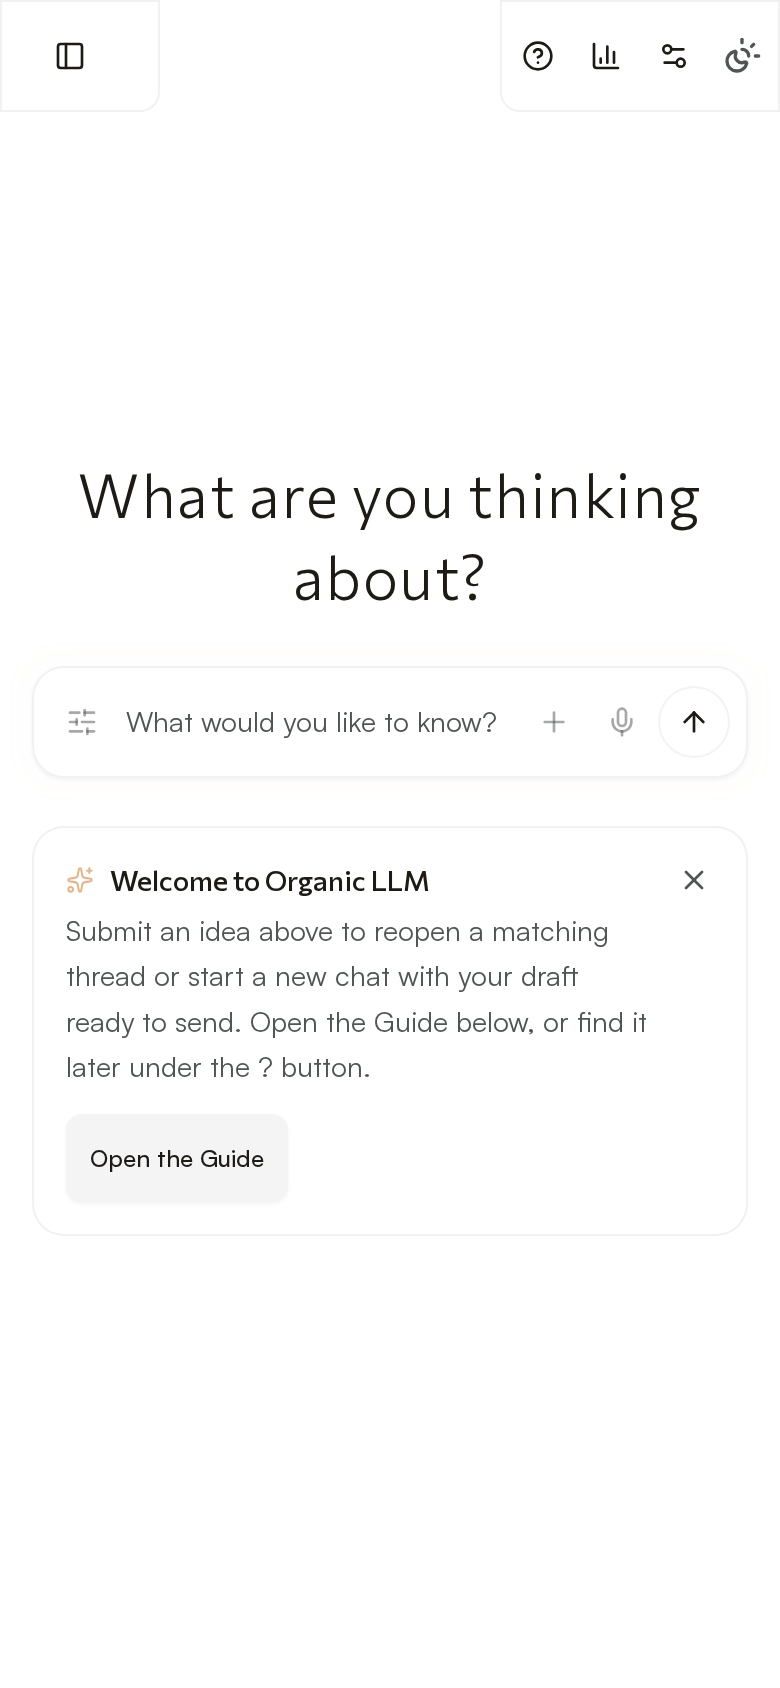 What are you thinking
about?
What would you like to know?
Welcome to Organic LLM
Submit an idea above to reopen a matching
thread or start a new chat with your draft
ready to send. Open the Guide below, or find it
later under the ? button.
Open the Guide